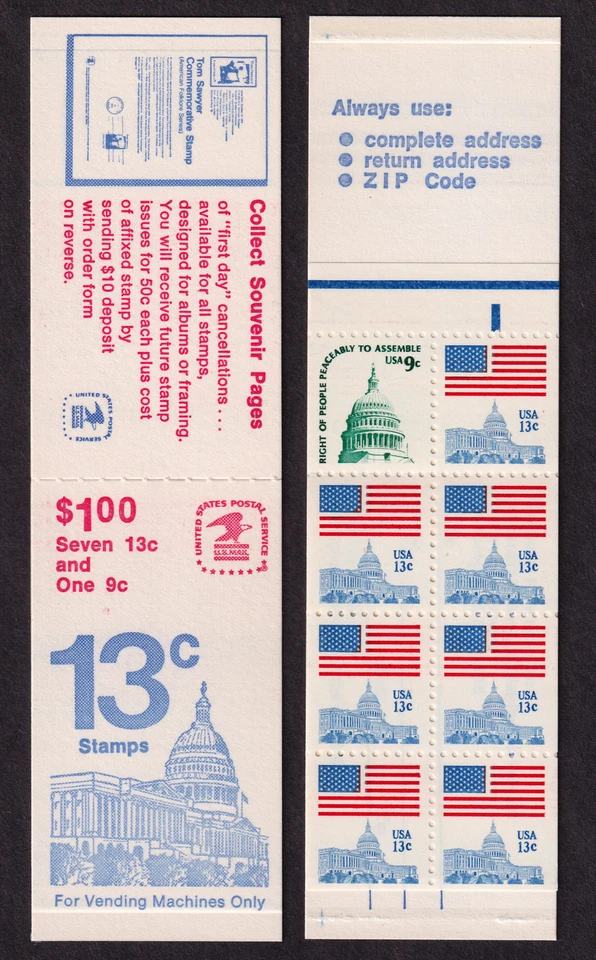 Tom Sawyer
Commemorative Stamp
(American Folklore Series)
Collect Souvenir Pages
of "first day" cancellations . . .
available for all stamps,
designed for albums or framing.
You will receive future stamp
issues for 50c each plus cost
of affixed stamp by
sending $10 deposit
with order form
on reverse.
UNITED STATES POSTAL SERVICE
$1.00
Seven 13c
and
One 9c
UNITED STATES POSTAL SERVICE
U.S.MAIL
13c
Stamps
For Vending Machines Only
Always use:
complete address
return address
ZIP Code
RIGHT OF PEOPLE PEACEABLY TO ASSEMBLE
USA 9c
USA
13c
USA
13c
USA
13c
USA
13c
USA
13c
USA
13c
USA
13c